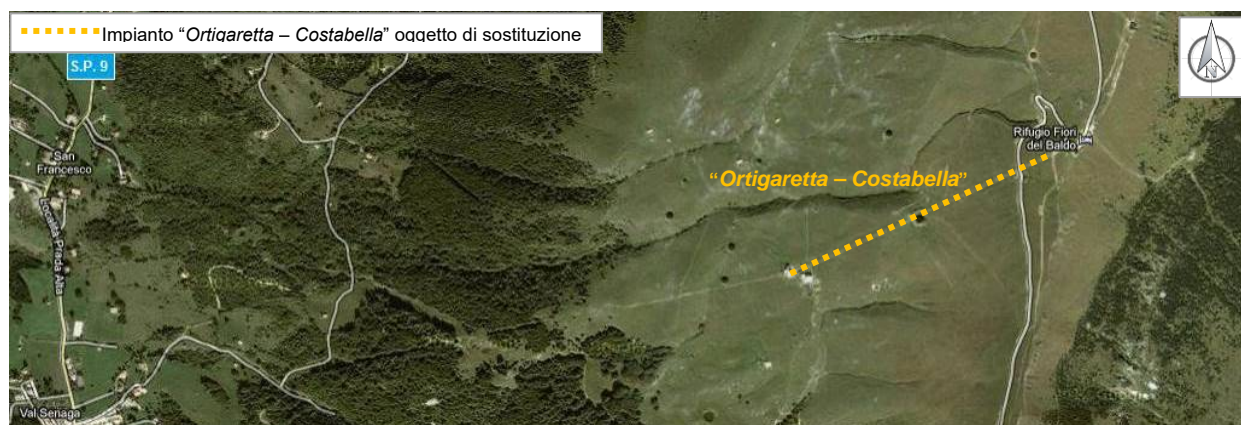 Impianto “Ortigaretta – Costabella” oggetto di sostituzione
S.P. 9
N
San
Francesco
Località Prada Alta
Val Senaga
Rifugio Fiori
del Baldo
“Ortigaretta – Costabella”